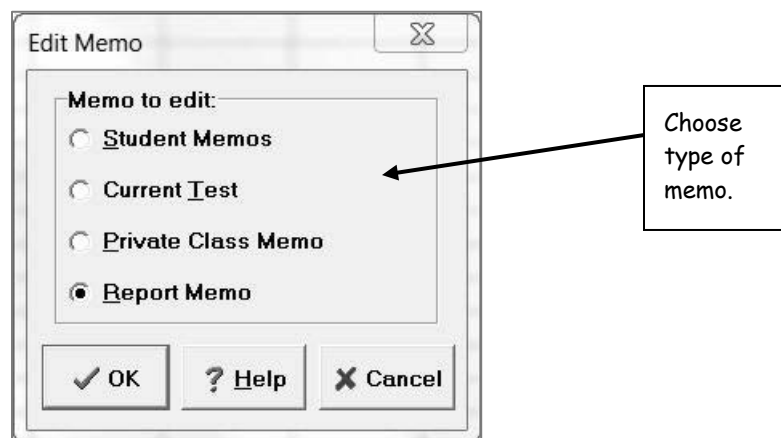 Edit Memo
Memo to edit:
Student Memos
Current Test
Private Class Memo
Report Memo
OK
? Help
Cancel
Choose
type of
memo.